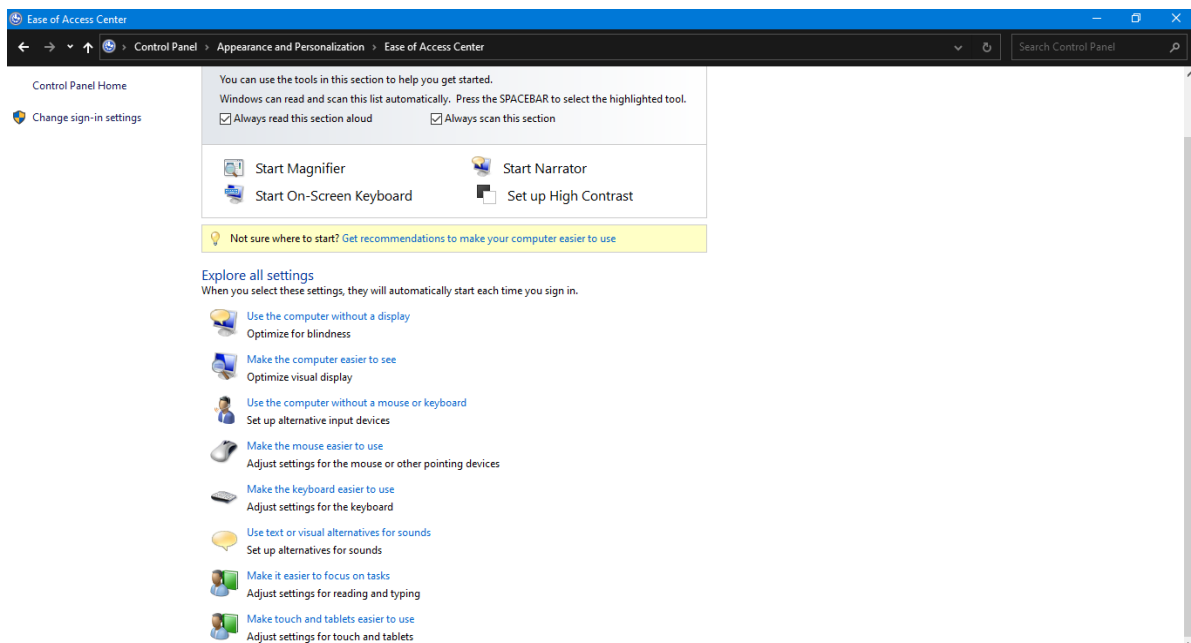 Ease of Access Center
Control Panel > Appearance and Personalization > Ease of Access Center
Search Control Panel
Control Panel Home
Change sign-in settings
You can use the tools in this section to help you get started.
Windows can read and scan this list automatically. Press the SPACEBAR to select the highlighted tool.
Always read this section aloud
Always scan this section
Start Magnifier
Start Narrator
Start On-Screen Keyboard
Set up High Contrast
Not sure where to start? Get recommendations to make your computer easier to use
Explore all settings
When you select these settings, they will automatically start each time you sign in.
Use the computer without a display
Optimize for blindness
Make the computer easier to see
Optimize visual display
Use the computer without a mouse or keyboard
Set up alternative input devices
Make the mouse easier to use
Adjust settings for the mouse or other pointing devices
Make the keyboard easier to use
Adjust settings for the keyboard
Use text or visual alternatives for sounds
Set up alternatives for sounds
Make it easier to focus on tasks
Adjust settings for reading and typing
Make touch and tablets easier to use
Adjust settings for touch and tablets